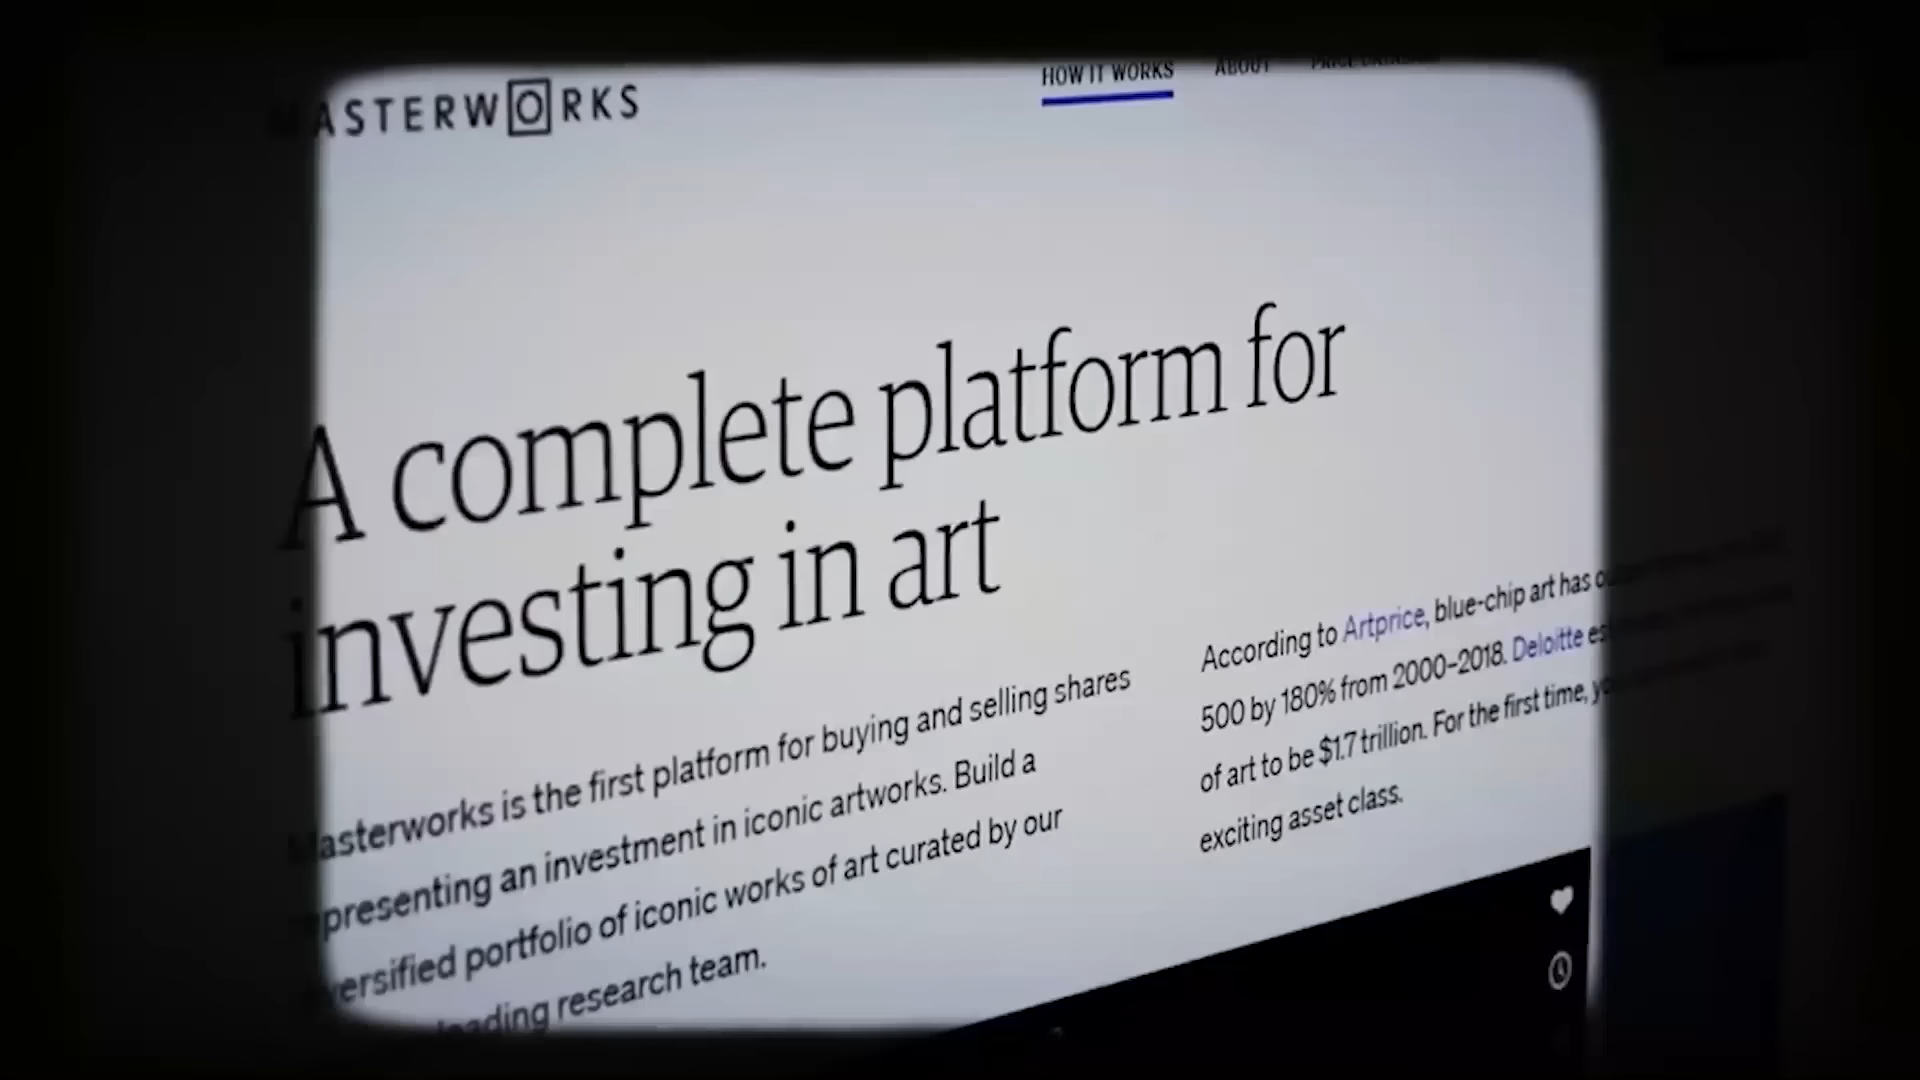 MASTERWORKS
HOW IT WORKS ABOUT
A complete platform for
investing in art
Masterworks is the first platform for buying and selling shares
presenting an investment in iconic artworks. Build a
versified portfolio of iconic works of art curated by our
leading research team.
According to Artprice, blue-chip art has
500 by 180% from 2000-2018. Deloitte
of art to be $1.7 trillion. For the first time,
exciting asset class.